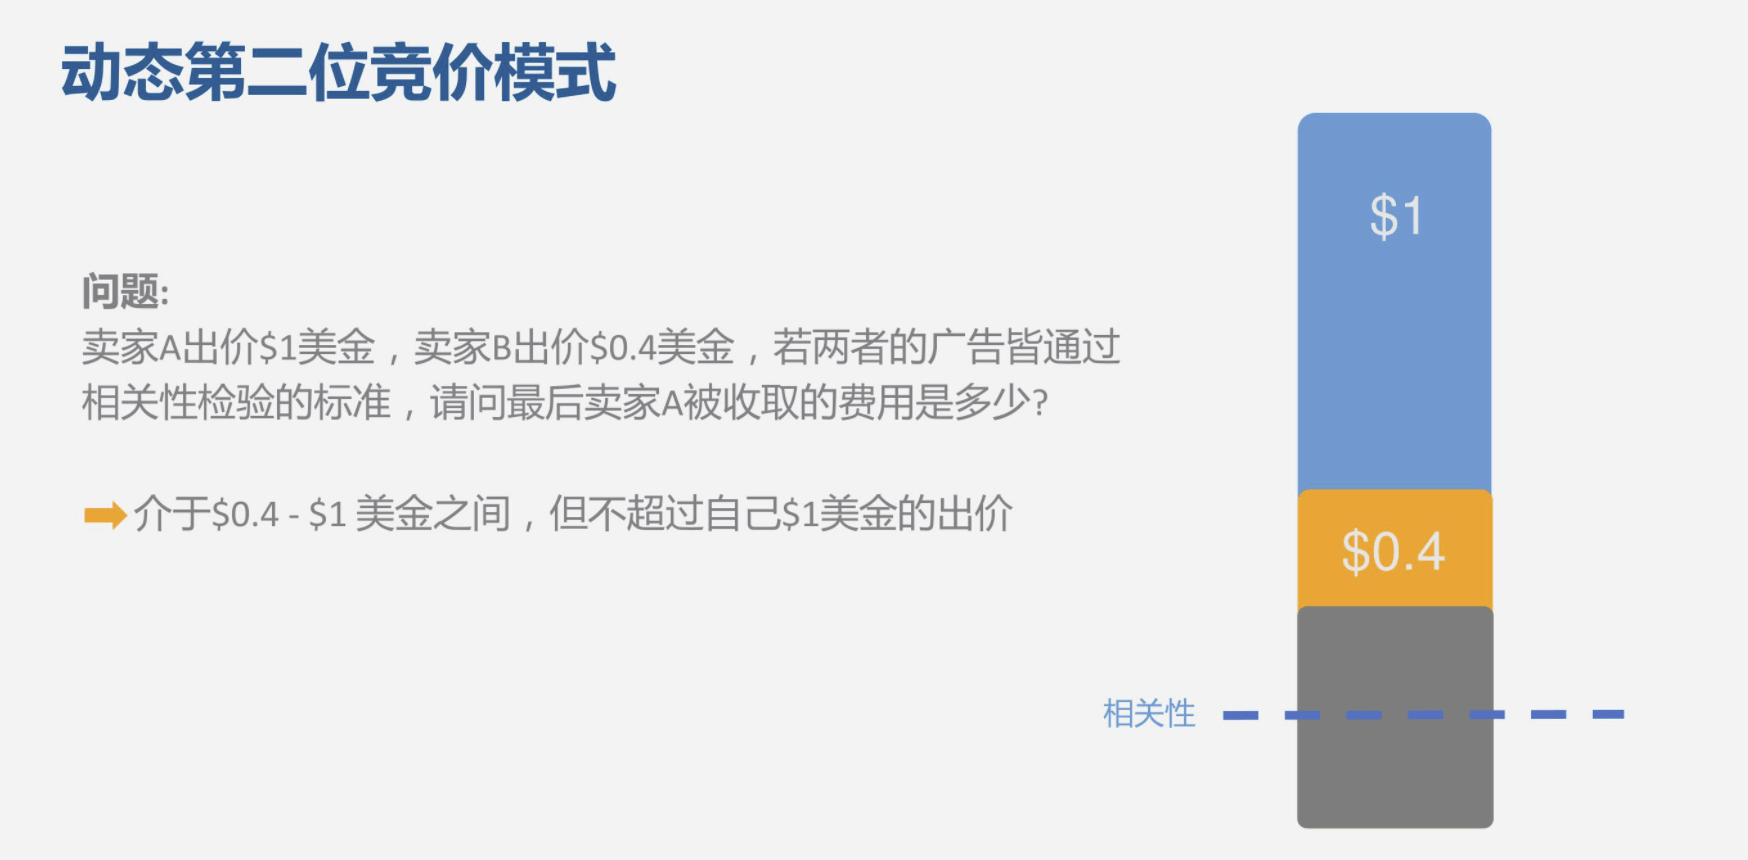 动态第二位竞价模式
$1
问题:
卖家A出价$1美金，卖家B出价$0.4美金，若两者的广告皆通过
相关性检验的标准，请问最后卖家A被收取的费用是多少?
介于$0.4 - $1 美金之间，但不超过自己$1美金的出价
$0.4
相关性